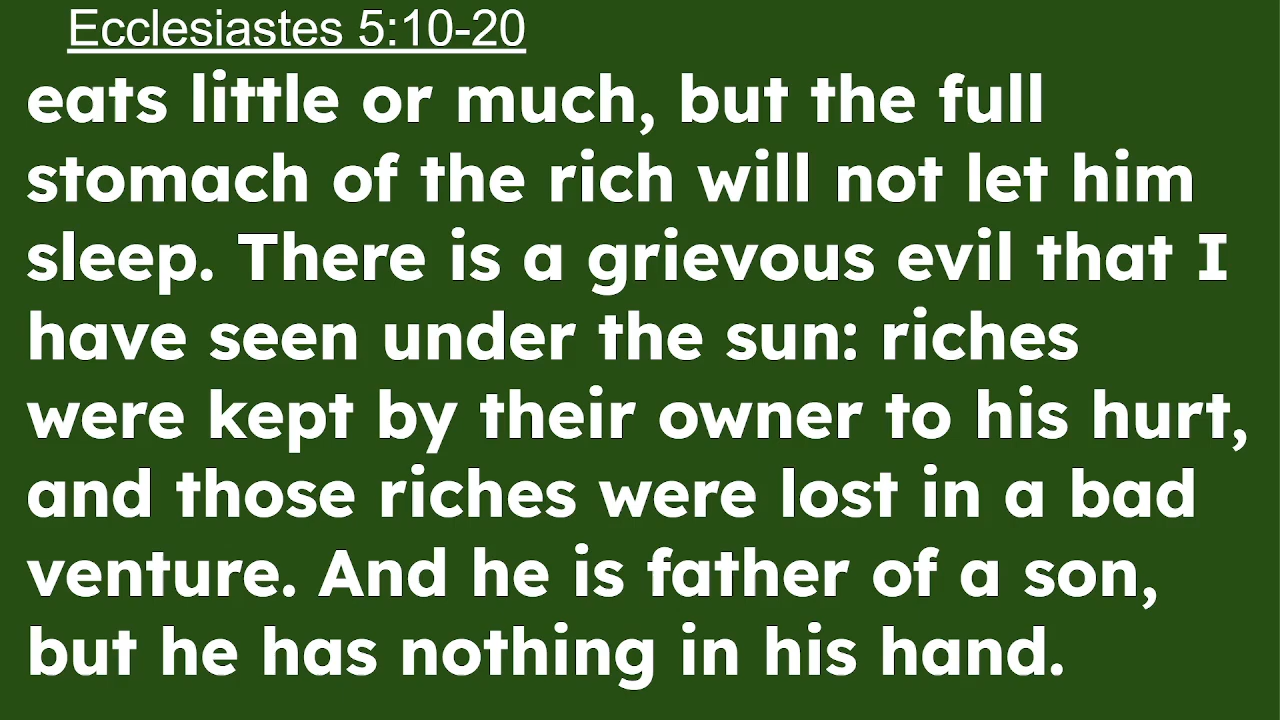 Ecclesiastes 5:10-20
eats little or much, but the full
stomach of the rich will not let him
sleep. There is a grievous evil that I
have seen under the sun: riches
were kept by their owner to his hurt,
and those riches were lost in a bad
venture. And he is father of a son,
but he has nothing in his hand.